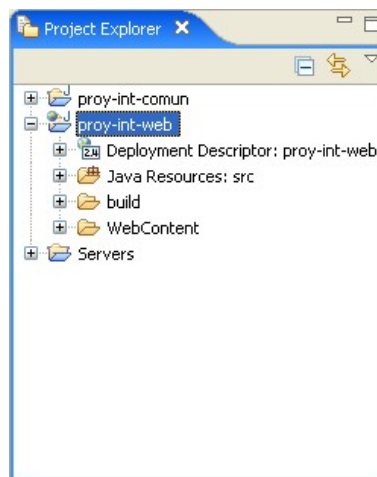 Project Explorer
proy-int-comun
proy-int-web
2.4 Deployment Descriptor: proy-int-web
Java Resources: src
build
WebContent
Servers